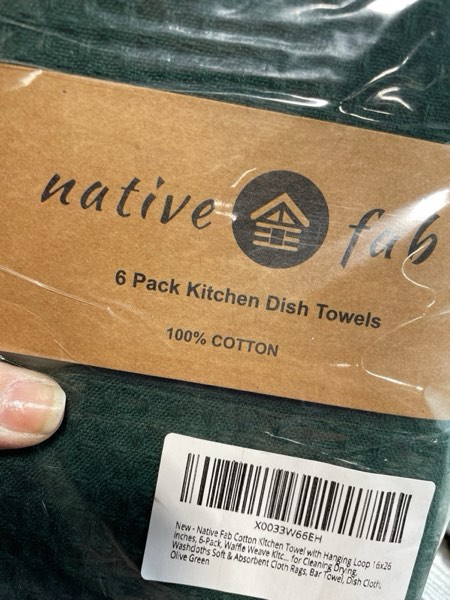 native fab
6 Pack Kitchen Dish Towels
100% COTTON
X0033W66EH
New - Native Fab Cotton Kitchen Towel with Hanging Loop 16x26
inches, 6-Pack, Waffle Weave Kitc... for Cleaning Drying,
Washcloths Soft & Absorbent Cloth Rags, Bar Towel, Dish Cloth,
Olive Green